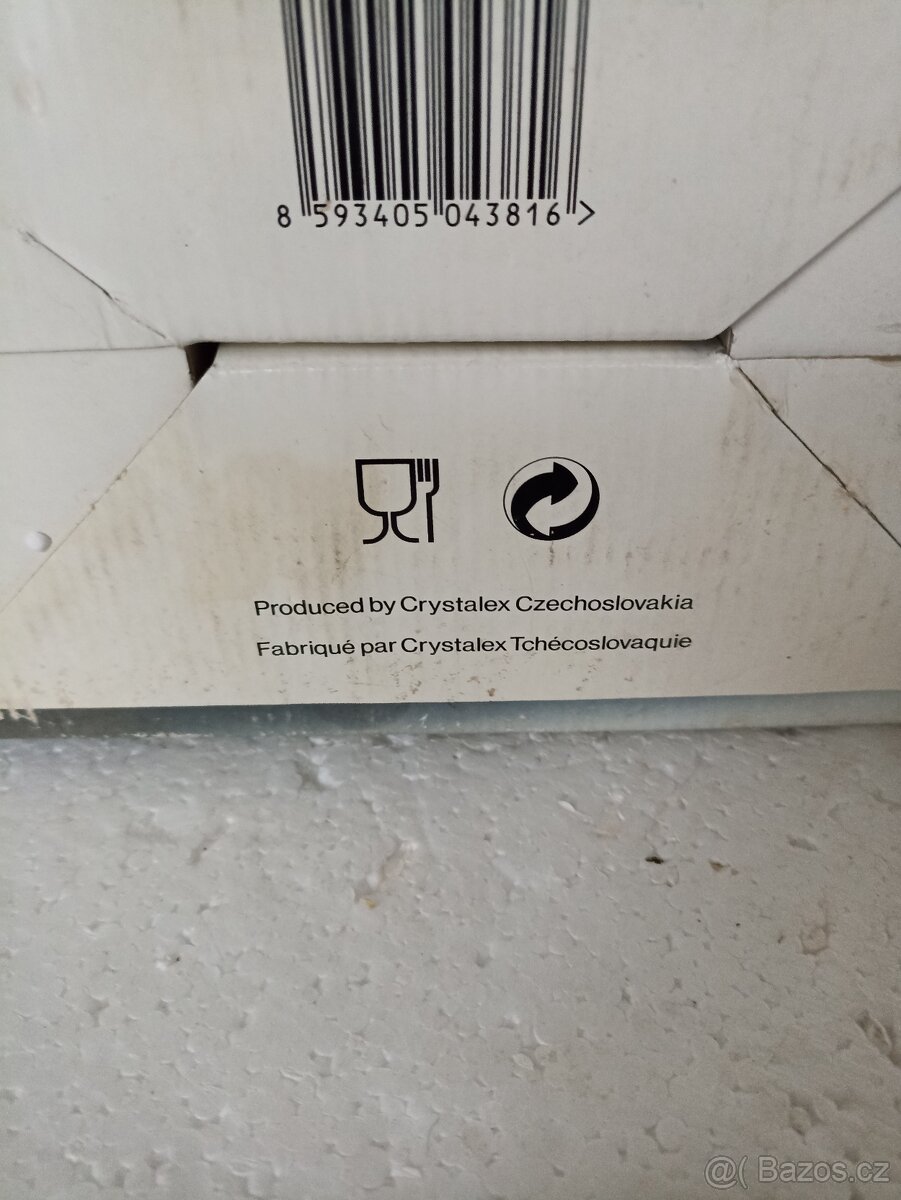 8 593405 043816 >
Produced by Crystalex Czechoslovakia
Fabriqué par Crystalex Tchécoslovaquie
@( Bazos.cz